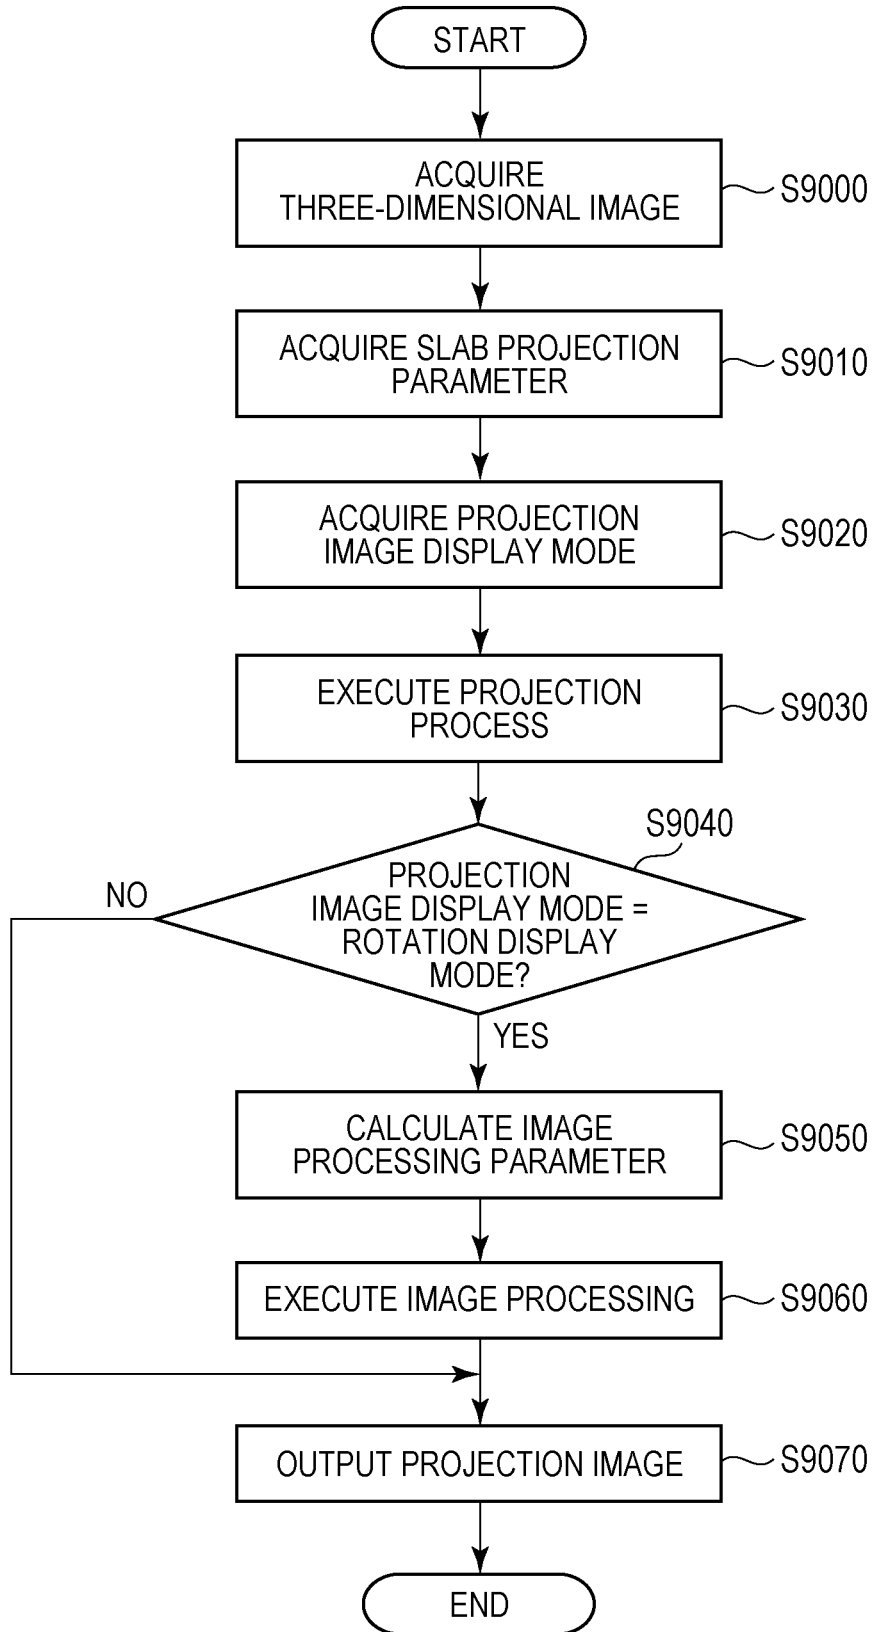 START
ACQUIRE
THREE-DIMENSIONAL IMAGE
S9000
ACQUIRE SLAB PROJECTION
PARAMETER
S9010
ACQUIRE PROJECTION
IMAGE DISPLAY MODE
S9020
EXECUTE PROJECTION
PROCESS
S9030
S9040
PROJECTION
IMAGE DISPLAY MODE =
ROTATION DISPLAY
MODE?
NO
YES
CALCULATE IMAGE
PROCESSING PARAMETER
S9050
EXECUTE IMAGE PROCESSING
S9060
OUTPUT PROJECTION IMAGE
S9070
END